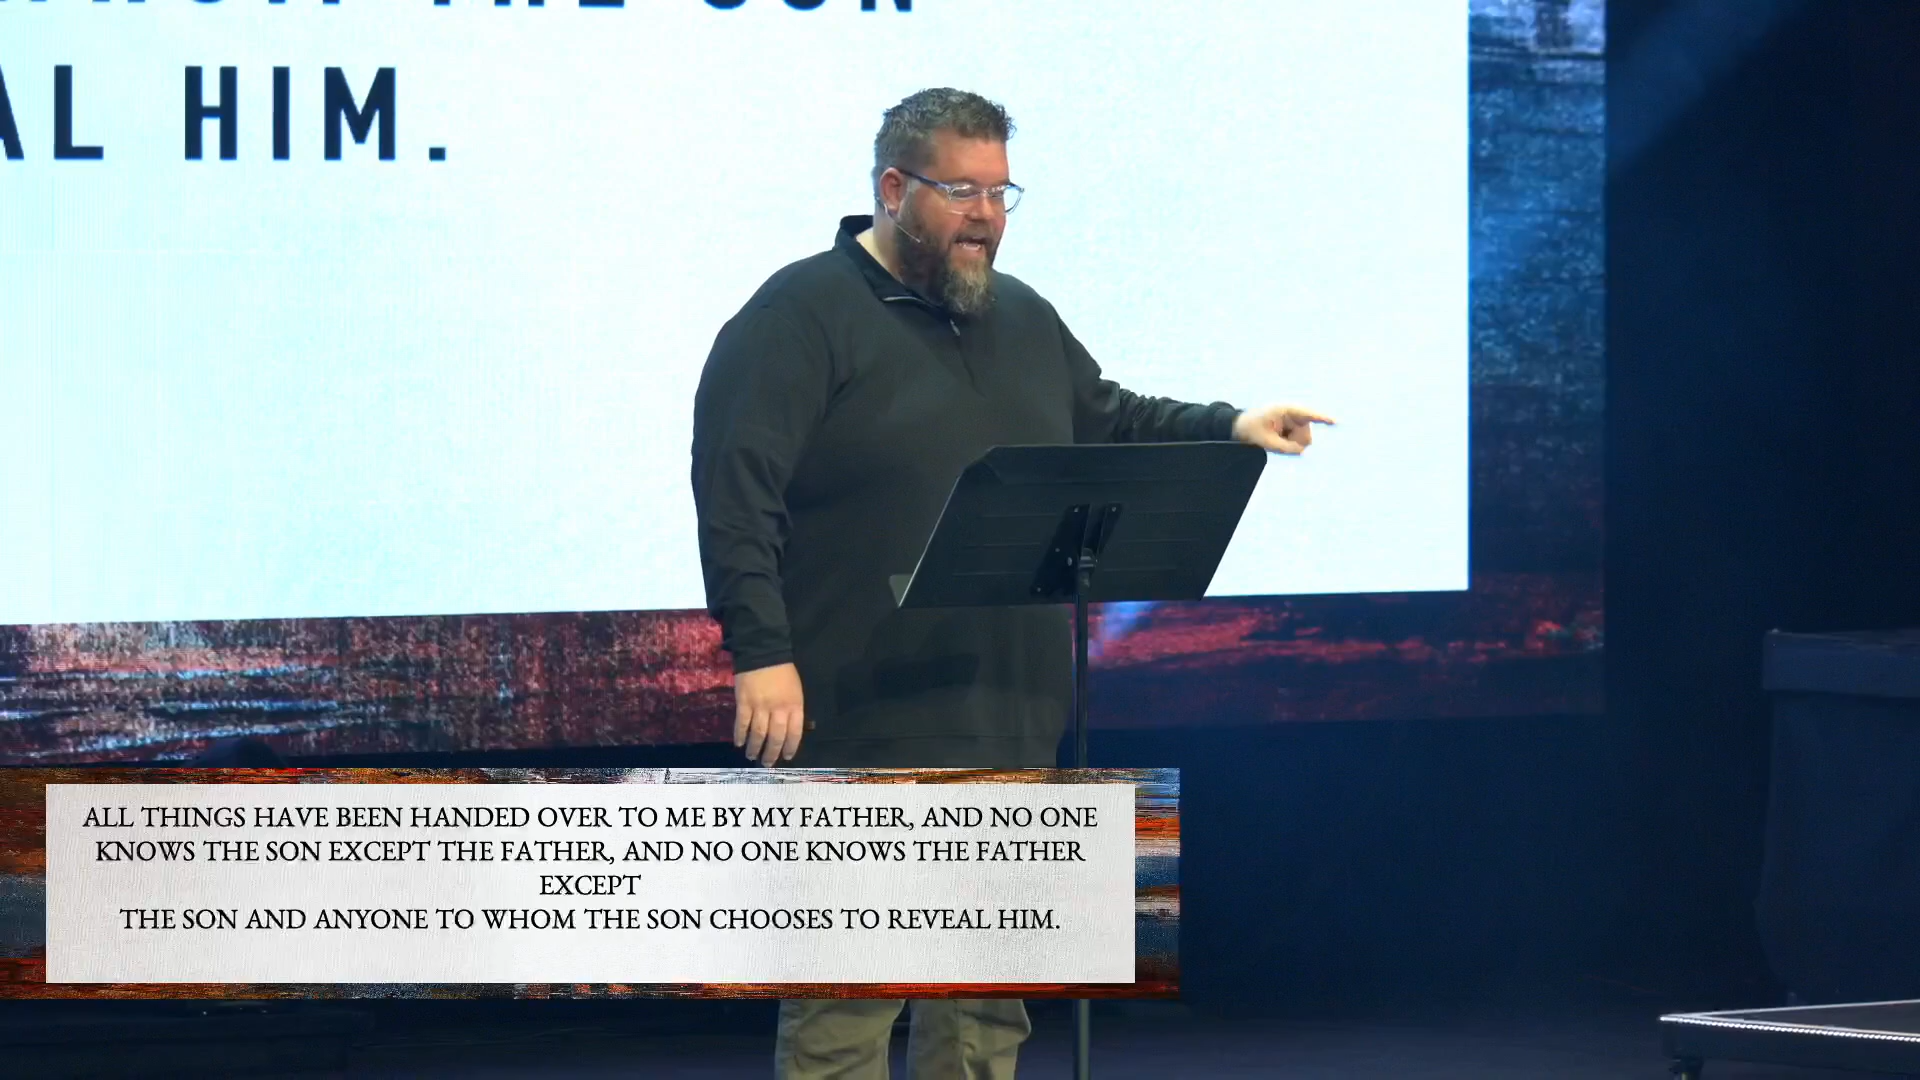 THE SON
AL HIM.
ALL THINGS HAVE BEEN HANDED OVER TO ME BY MY FATHER, AND NO ONE
KNOWS THE SON EXCEPT THE FATHER, AND NO ONE KNOWS THE FATHER
EXCEPT
THE SON AND ANYONE TO WHOM THE SON CHOOSES TO REVEAL HIM.